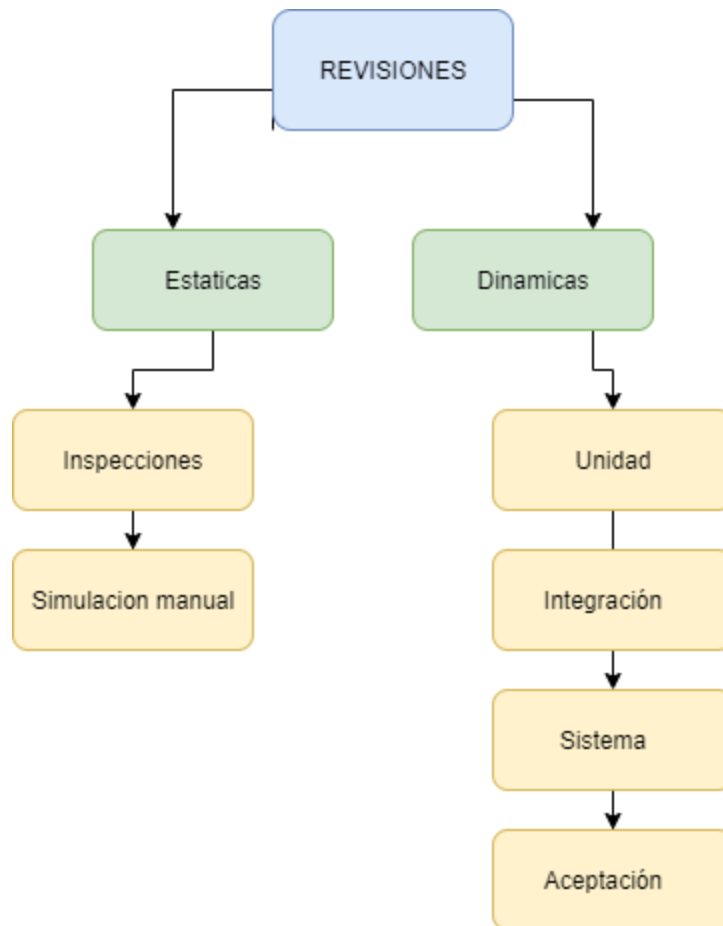 REVISIONES
Estaticas
Dinamicas
Inspecciones
Unidad
Simulacion manual
Integración
Sistema
Aceptación